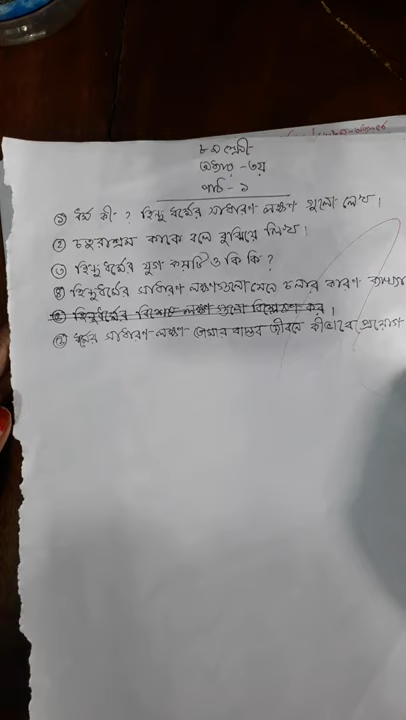 ৮ম শ্রেণী
অধ্যায় -৩য়
পাঠ - ১
① ধর্ম কী- ? হিন্দু ধর্মের সাধারণ লক্ষণ গুলো লেখ।
② চতুরাশ্রম কাকে বলে বুঝিয়ে লিখ।
③ হিন্দুধর্মের যুগ কয়টি ও কি কি ?
④ হিন্দুধর্মের সাধারণ লক্ষণগুলো মেনে চলার কারণ ব্যাখ্যা
⑤ হিন্দুধর্মের বিশেষ লক্ষণ গুলো বিশ্লেষণ কর।
⑤ ধর্মের সাধারণ লক্ষণ তোমার বাস্তব জীবনে কীভাবে প্রয়োগ